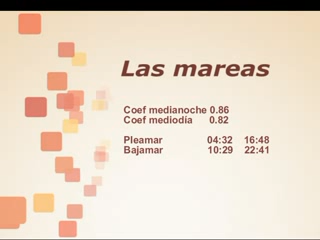 Las mareas
Coef medianoche 0.86
Coef mediodía 0.82
Pleamar 04:32 16:48
Bajamar 10:29 22:41